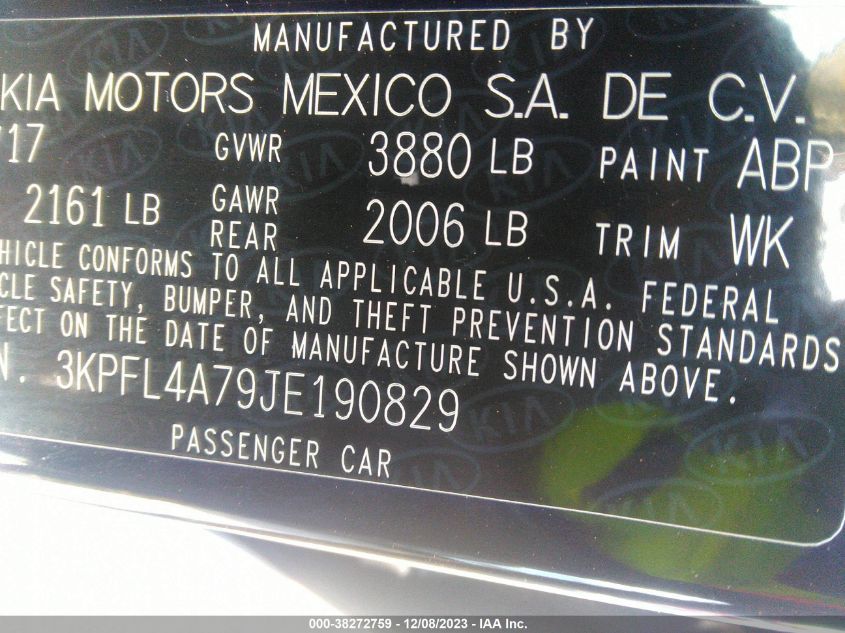 MANUFACTURED BY
KIA MOTORS MEXICO S.A. DE C.V.
/17 GVWR 3880 LB PAINT ABP
2161 LB GAWR REAR 2006 LB TRIM WK
HICLE CONFORMS TO ALL APPLICABLE U.S.A. FEDERAL
CLE SAFETY, BUMPER, AND THEFT PREVENTION STANDARDS
FECT ON THE DATE OF MANUFACTURE SHOWN ABOVE.
N. 3KPFL4A79JE190829
PASSENGER CAR
000-38272759 - 12/08/2023 - IAA Inc.